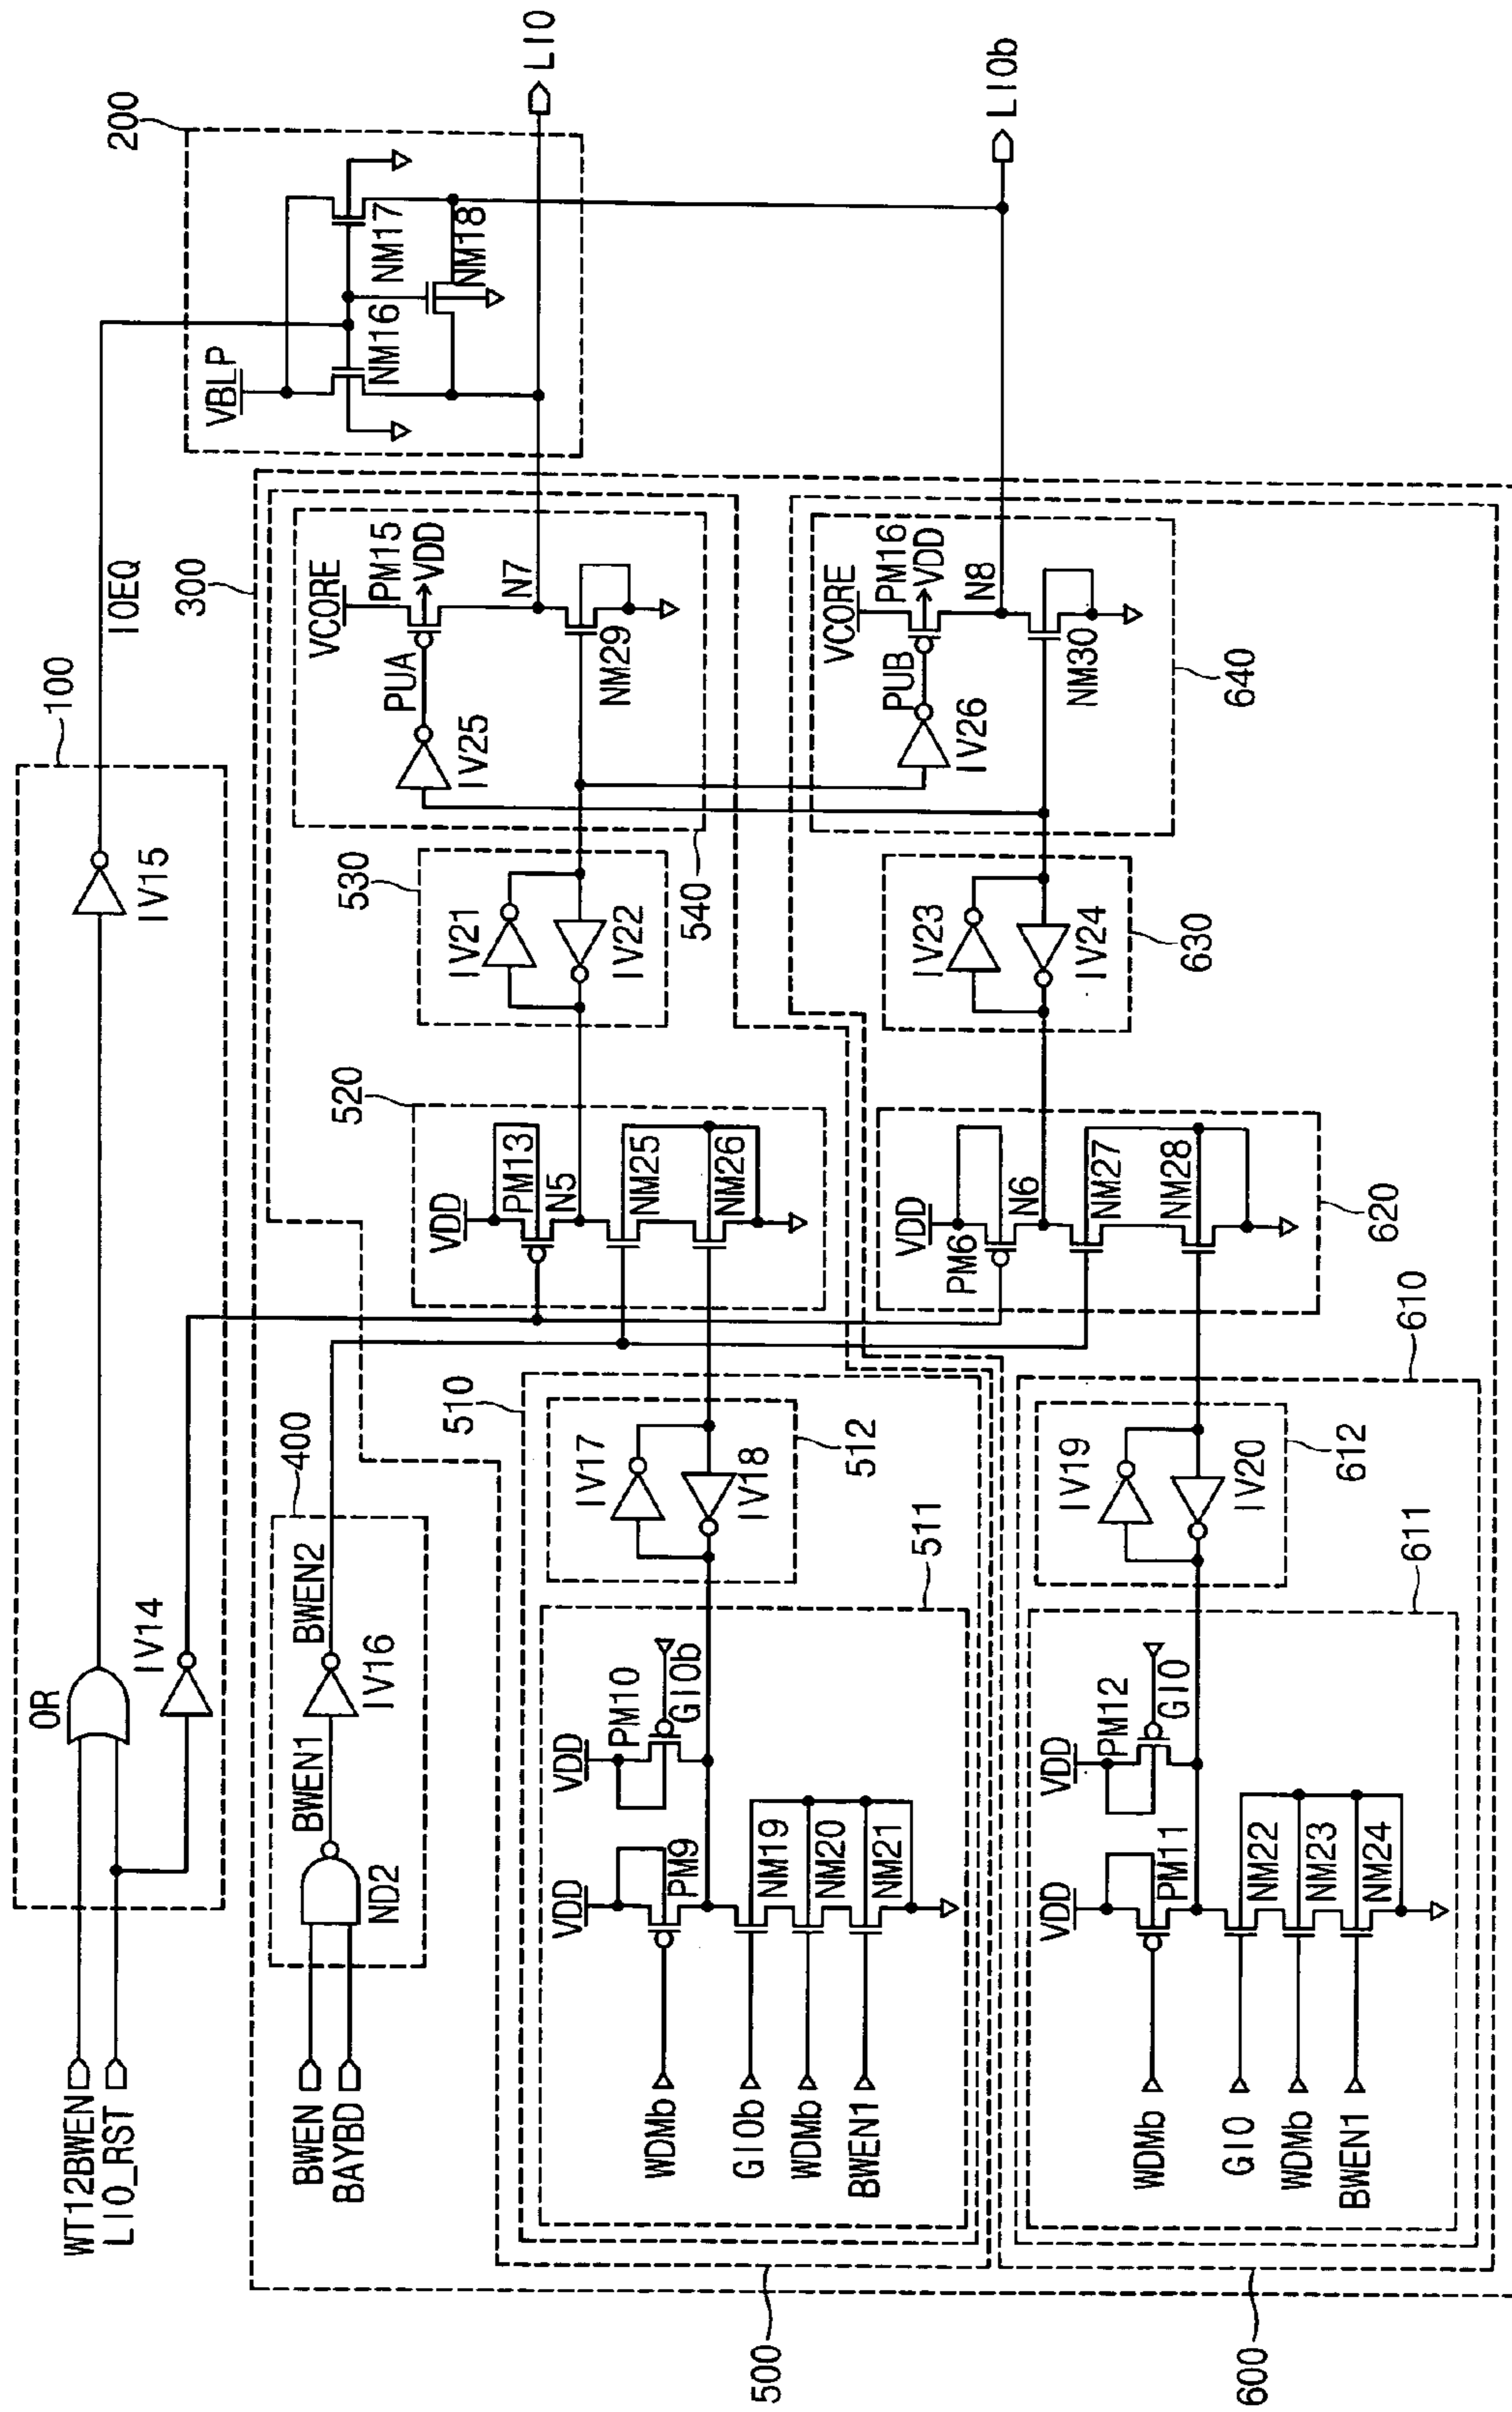 WT12BWEN
LIO_RST
OR
IV14
IV15
100
IOEQ
200
VBLP
NM16
NM17
NM18
LIO
LIOb
300
BWEN
BAYBD
ND2
BWEN1
IV16
BWEN2
400
500
510
511
VDD
PM9
VDD
PM10
GIOb
WDMb
GIOb
WDMb
BWEN1
NM19
NM20
NM21
IV17
IV18
512
520
VDD
PM13
N5
NM25
NM26
530
IV21
IV22
540
VCORE
PM15
VDD
PUA
IV25
N7
NM29
600
610
611
VDD
PM11
VDD
PM12
GIO
WDMb
GIO
WDMb
BWEN1
NM22
NM23
NM24
IV19
IV20
612
620
VDD
PM6
N6
NM27
NM28
630
IV23
IV24
640
VCORE
PM16
VDD
PUB
IV26
N8
NM30